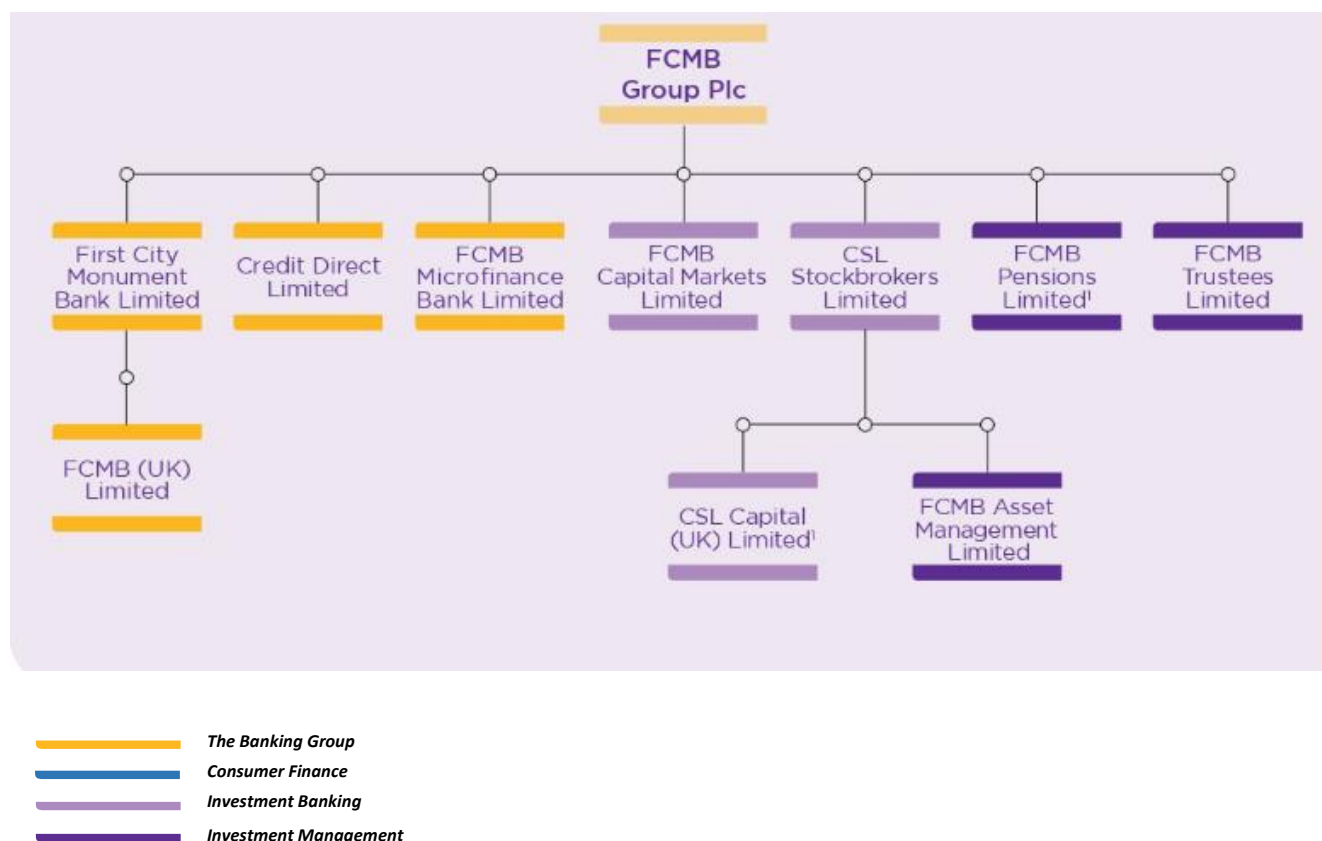 FCMB
Group Plc
First City
Monument
Bank Limited
Credit Direct
Limited
FCMB
Microfinance
Bank Limited
FCMB
Capital Markets
Limited
CSL
Stockbrokers
Limited
FCMB
Pensions
Limited¹
FCMB
Trustees
Limited
FCMB (UK)
Limited
CSL Capital
(UK) Limited¹
FCMB Asset
Management
Limited
The Banking Group
Consumer Finance
Investment Banking
Investment Management